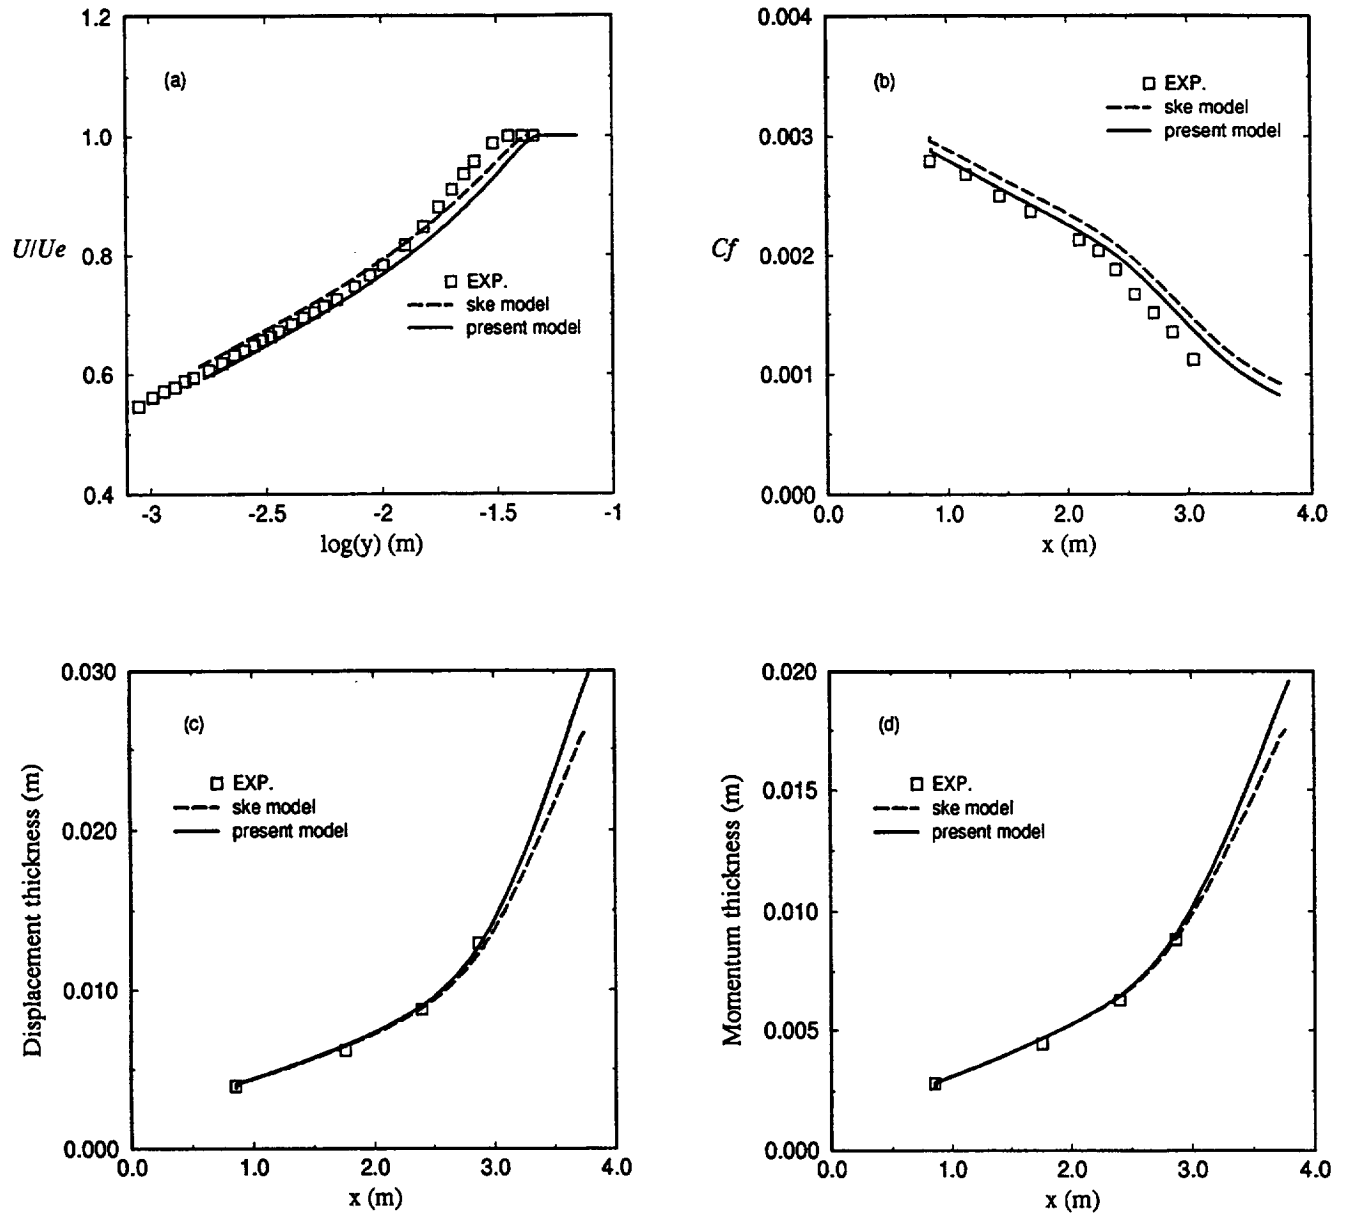 (a)
1.2
1.0
U/Ue
0.8
0.6
0.4
EXP.
ske model
present model
-3 -2.5 -2 -1.5 -1
log(y) (m)
(b)
0.004
0.003
Cf
0.002
0.001
0.000
EXP.
ske model
present model
0.0 1.0 2.0 3.0 4.0
x (m)
(c)
0.030
0.020
0.010
0.000
Displacement thickness (m)
EXP.
ske model
present model
0.0 1.0 2.0 3.0 4.0
x (m)
(d)
0.020
0.015
0.010
0.005
0.000
Momentum thickness (m)
EXP.
ske model
present model
0.0 1.0 2.0 3.0 4.0
x (m)